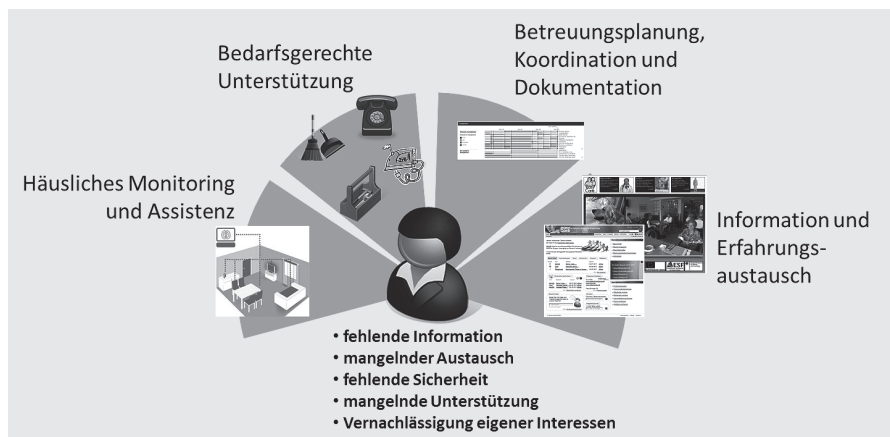 Bedarfsgerechte
Unterstützung
Betreuungsplanung,
Koordination und
Dokumentation
Häusliches Monitoring
und Assistenz
Information und
Erfahrungs-
austausch
• fehlende Information
• mangelnder Austausch
• fehlende Sicherheit
• mangelnde Unterstützung
• Vernachlässigung eigener Interessen